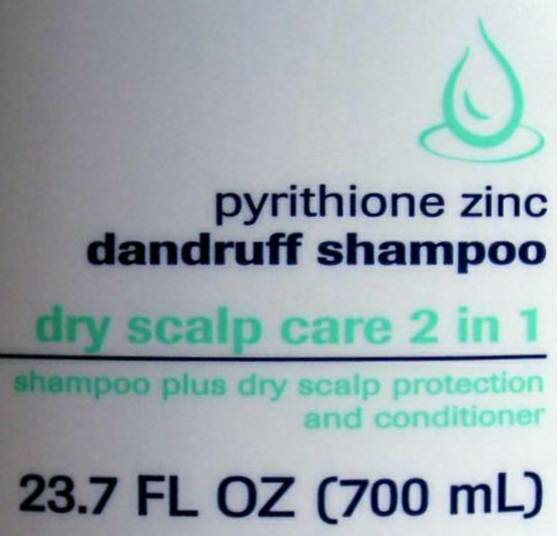 pyrithione zinc
dandruff shampoo
dry scalp care 2 in 1
shampoo plus dry scalp protection
and conditioner
23.7 FL OZ (700 mL)